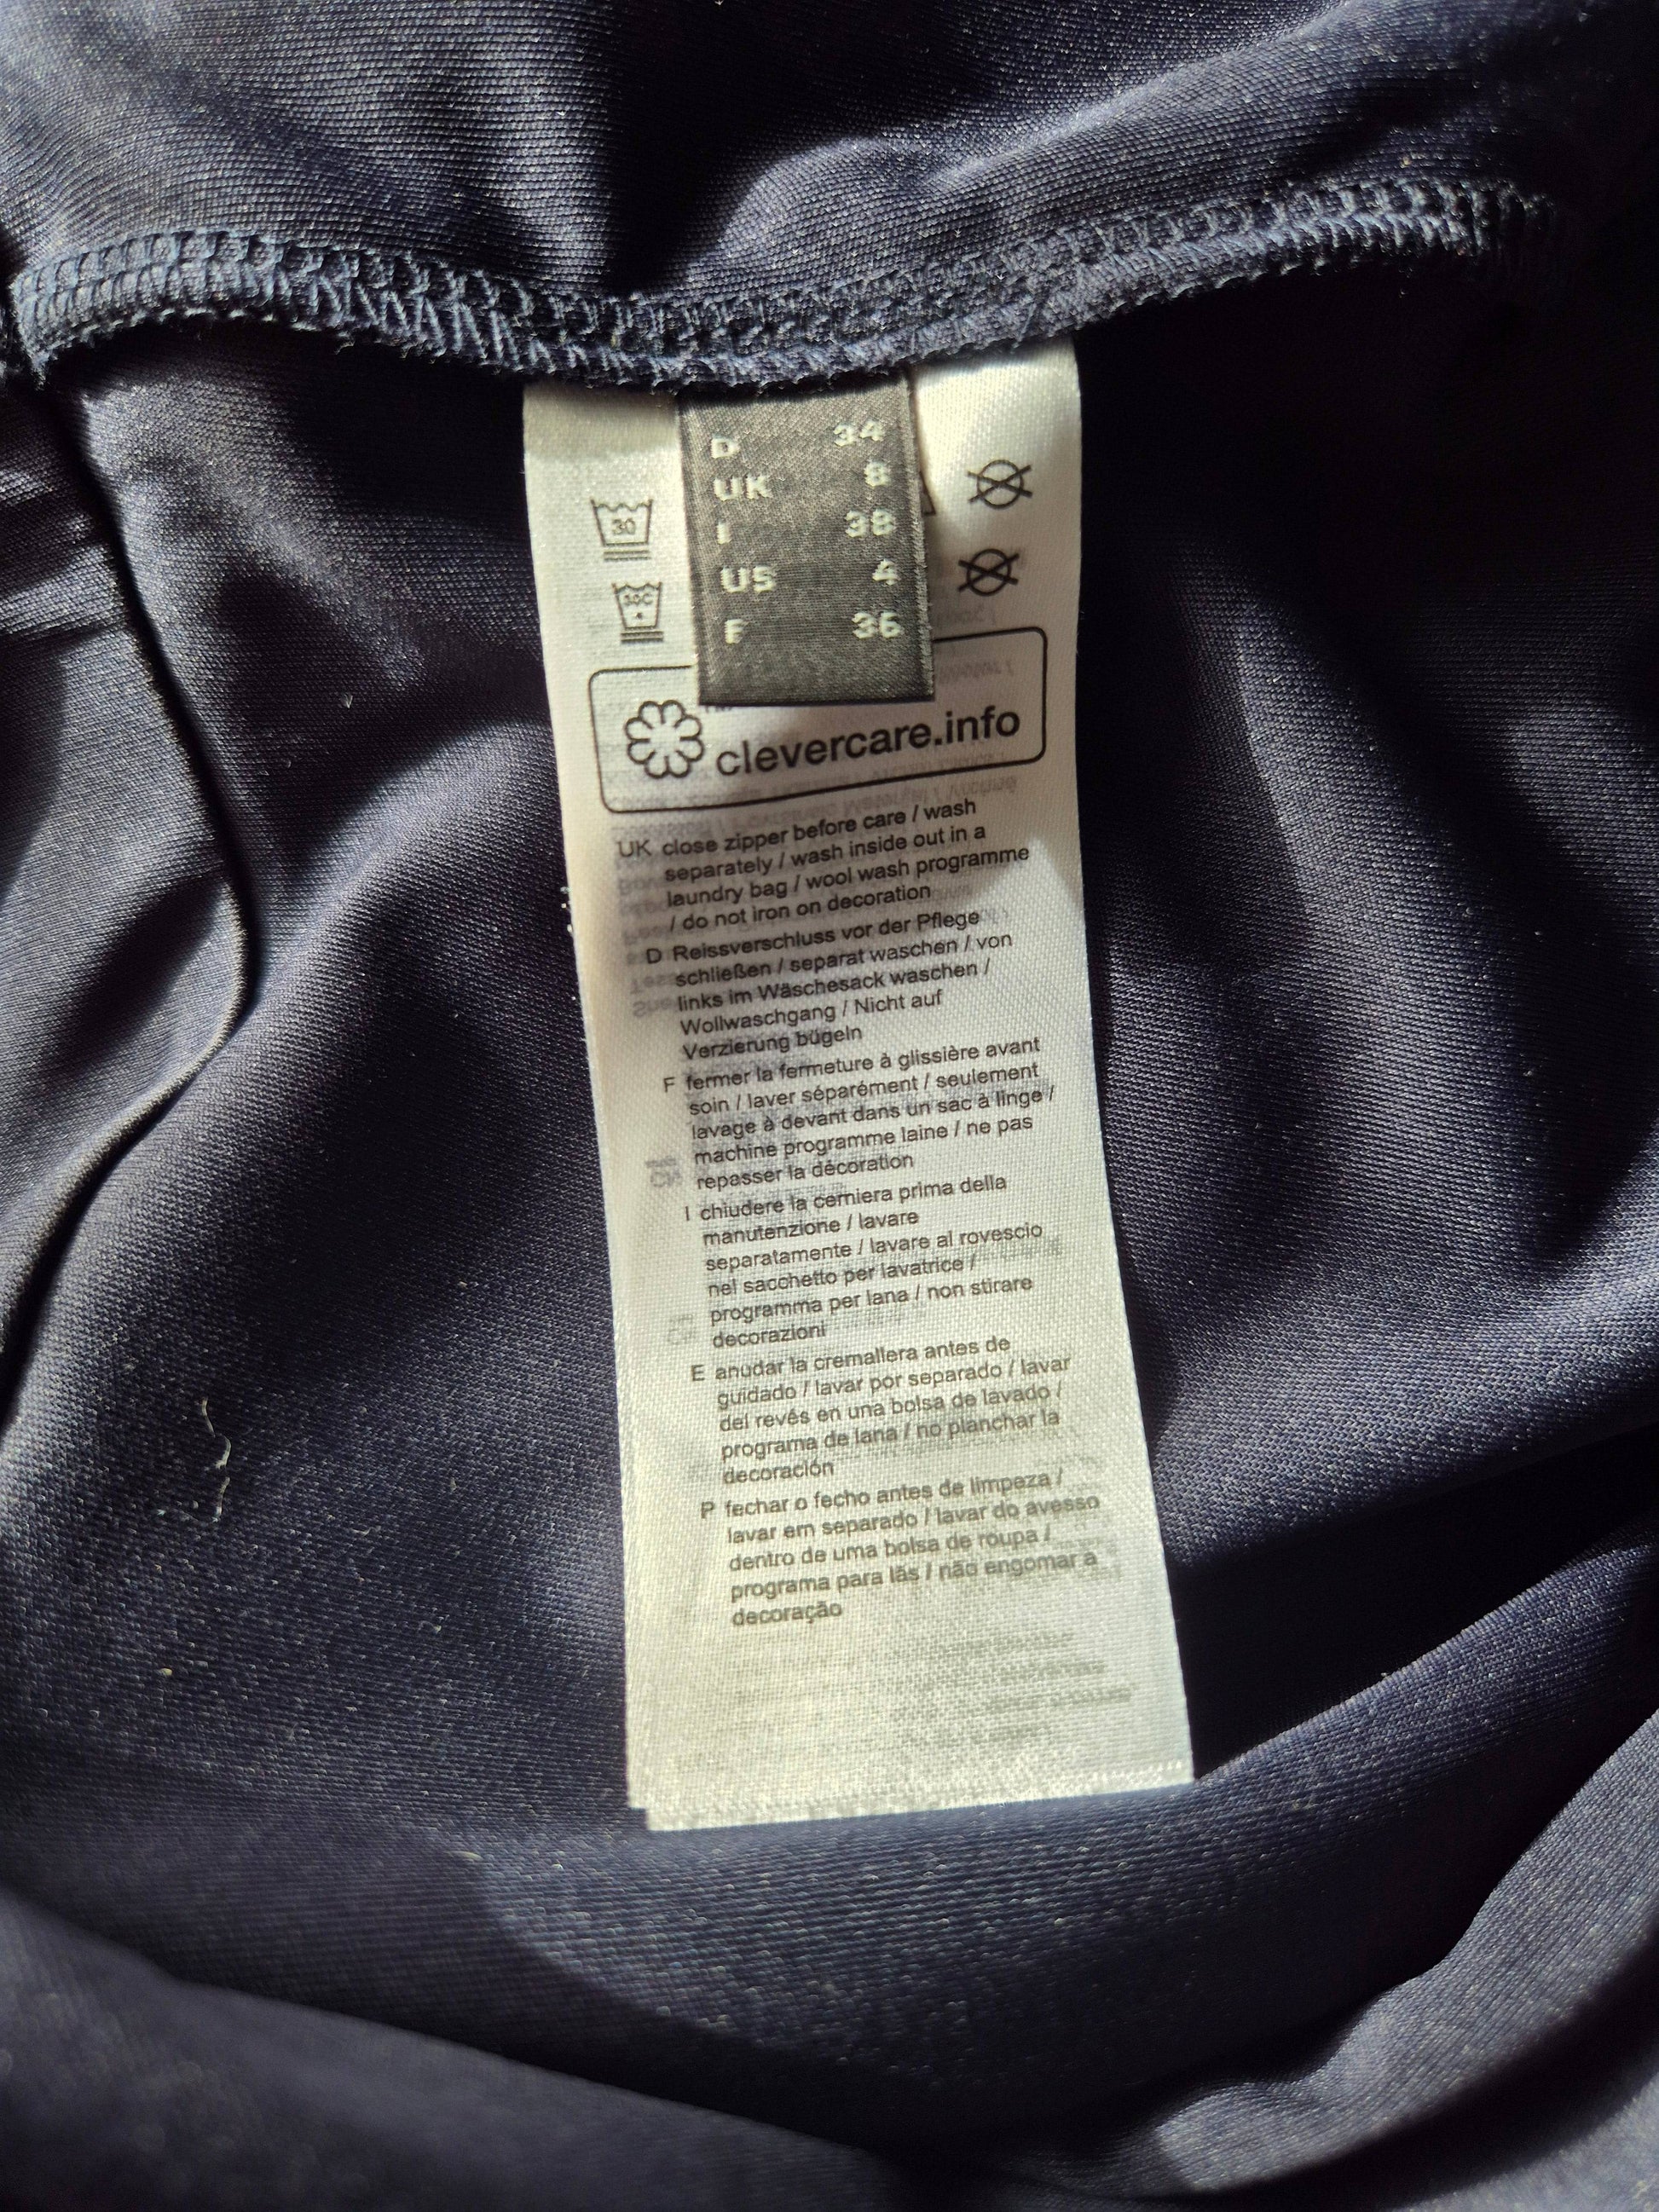 D 34
UK 8
I 38
US 4
F 36
30
30C
clevercare.info
UK close zipper before care / wash
separately / wash inside out in a
laundry bag / wool wash programme
/ do not iron on decoration
D Reissverschluss vor der Pflege
schließen / separat waschen / von
links im Wäschesack waschen /
Wollwaschgang / Nicht auf
Verzierung bügeln
F fermer la fermeture à glissière avant
soin / laver séparément / seulement
lavage à devant dans un sac à linge /
machine programme laine / ne pas
repasser la décoration
I chiudere la cerniera prima della
manutenzione / lavare
separatamente / lavare al rovescio
nel sacchetto per lavatrice /
programma per lana / non stirare
decorazioni
E anudar la cremallera antes de
guidado / lavar por separado / lavar
del revés en una bolsa de lavado /
programa de lana / no planchar la
decoración
P fechar o fecho antes de limpeza /
lavar em separado / lavar do avesso
dentro de uma bolsa de roupa /
programa para lãs / não engomar a
decoração